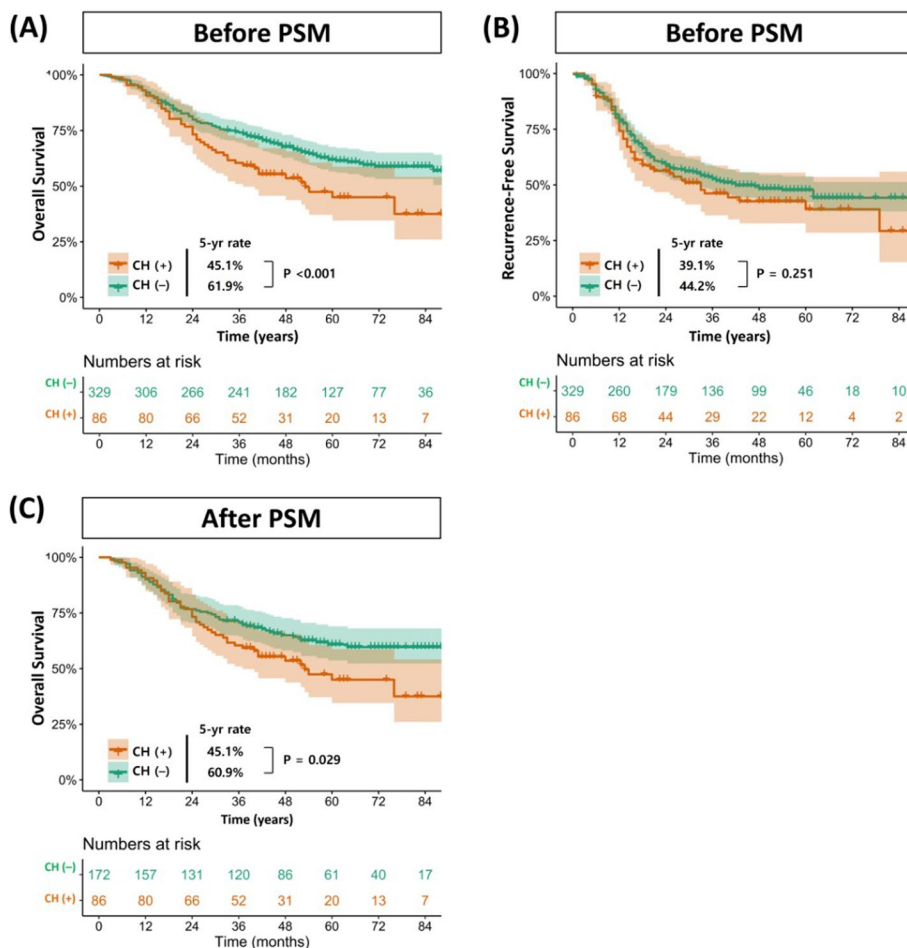 (A)
Before PSM
Overall Survival
100%
75%
50%
25%
0%
5-yr rate
CH (+) 45.1%
CH (−) 61.9%
P <0.001
0 12 24 36 48 60 72 84
Time (years)
Numbers at risk
CH (−) 329 306 266 241 182 127 77 36
CH (+) 86 80 66 52 31 20 13 7
0 12 24 36 48 60 72 84
Time (months)
(B)
Before PSM
Recurrence-Free Survival
100%
75%
50%
25%
0%
5-yr rate
CH (+) 39.1%
CH (−) 44.2%
P = 0.251
0 12 24 36 48 60 72 84
Time (years)
Numbers at risk
CH (−) 329 260 179 136 99 46 18 10
CH (+) 86 68 44 29 22 12 4 2
0 12 24 36 48 60 72 84
Time (months)
(C)
After PSM
Overall Survival
100%
75%
50%
25%
0%
5-yr rate
CH (+) 45.1%
CH (−) 60.9%
P = 0.029
0 12 24 36 48 60 72 84
Time (years)
Numbers at risk
CH (−) 172 157 131 120 86 61 40 17
CH (+) 86 80 66 52 31 20 13 7
0 12 24 36 48 60 72 84
Time (months)